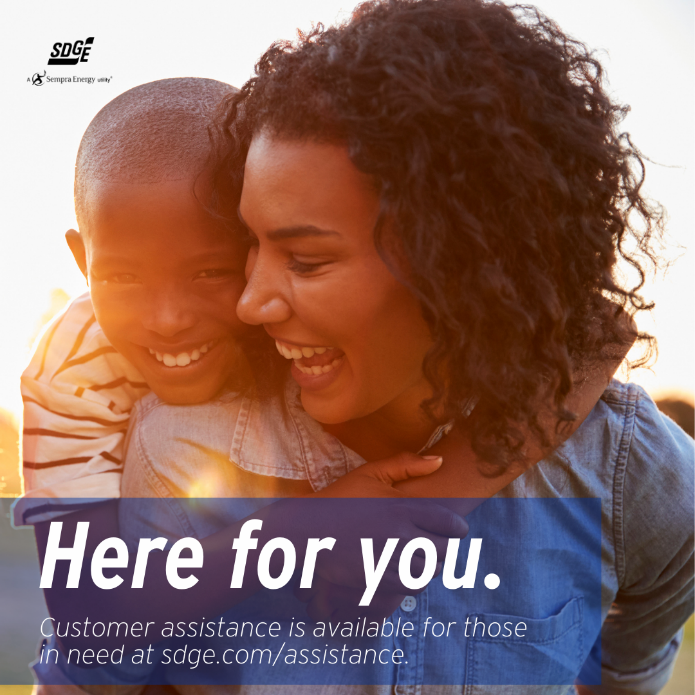 SDGE
A Sempra Energy utility®
Here for you.
Customer assistance is available for those
in need at sdge.com/assistance.